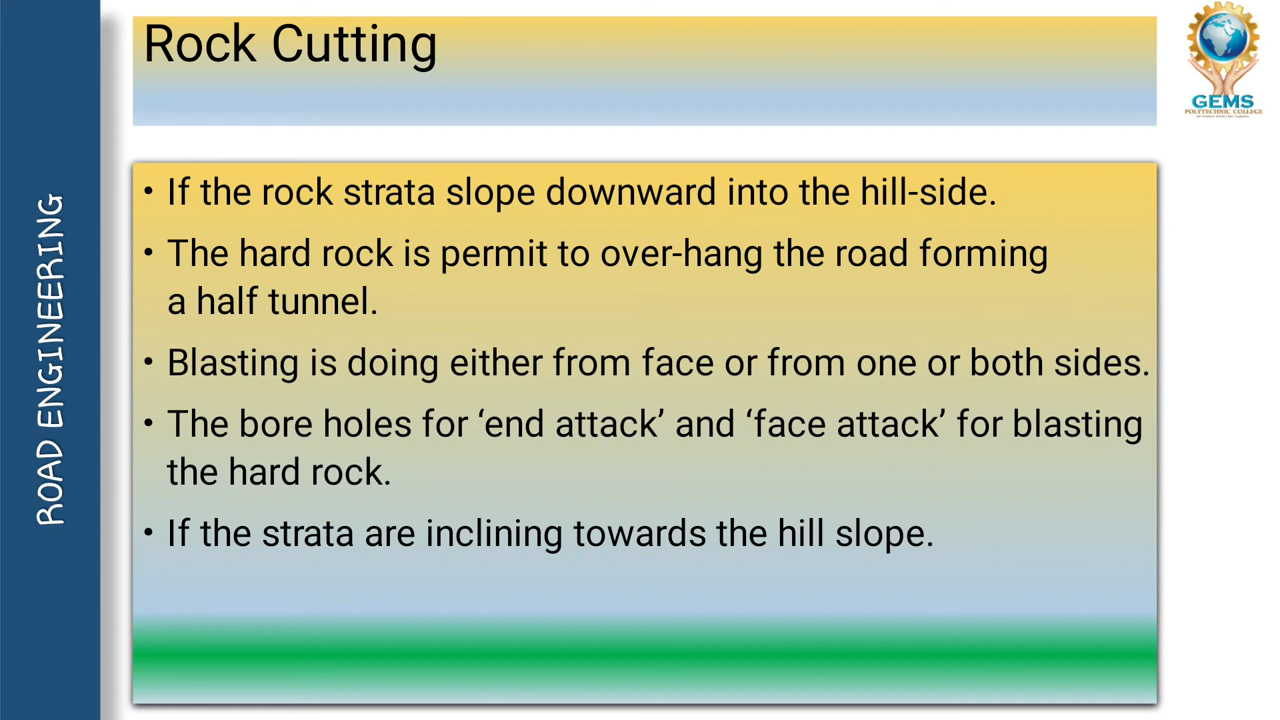 Rock Cutting
• If the rock strata slope downward into the hill-side.
• The hard rock is permit to over-hang the road forming
a half tunnel.
• Blasting is doing either from face or from one or both sides.
• The bore holes for ‘end attack’ and ‘face attack’ for blasting
the hard rock.
• If the strata are inclining towards the hill slope.
ROAD ENGINEERING
GEMS
POLYTECHNIC COLLEGE